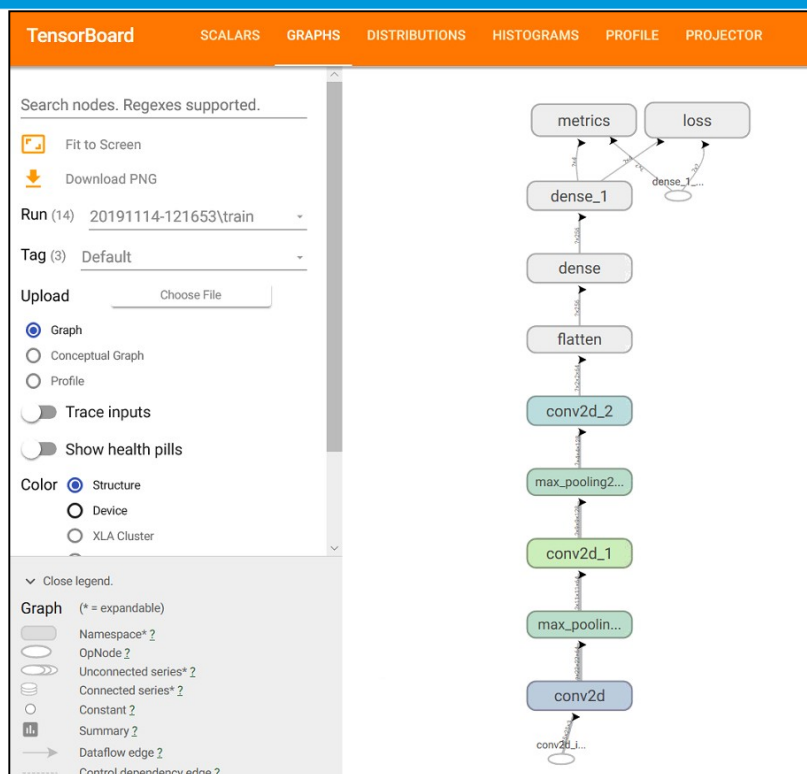 TensorBoard
SCALARS GRAPHS DISTRIBUTIONS HISTOGRAMS PROFILE PROJECTOR
Search nodes. Regexes supported.
Fit to Screen
Download PNG
Run (14) 20191114-121653\train
Tag (3) Default
Upload Choose File
Graph
Conceptual Graph
Profile
Trace inputs
Show health pills
Color Structure
Device
XLA Cluster
Close legend.
Graph (* = expandable)
Namespace* ?
OpNode ?
Unconnected series* ?
Connected series* ?
Constant ?
Summary ?
Dataflow edge ?
Control dependency edge ?
metrics
loss
dense_1_...
dense_1
dense
flatten
conv2d_2
max_pooling2...
conv2d_1
max_poolin...
conv2d
conv2d_i...